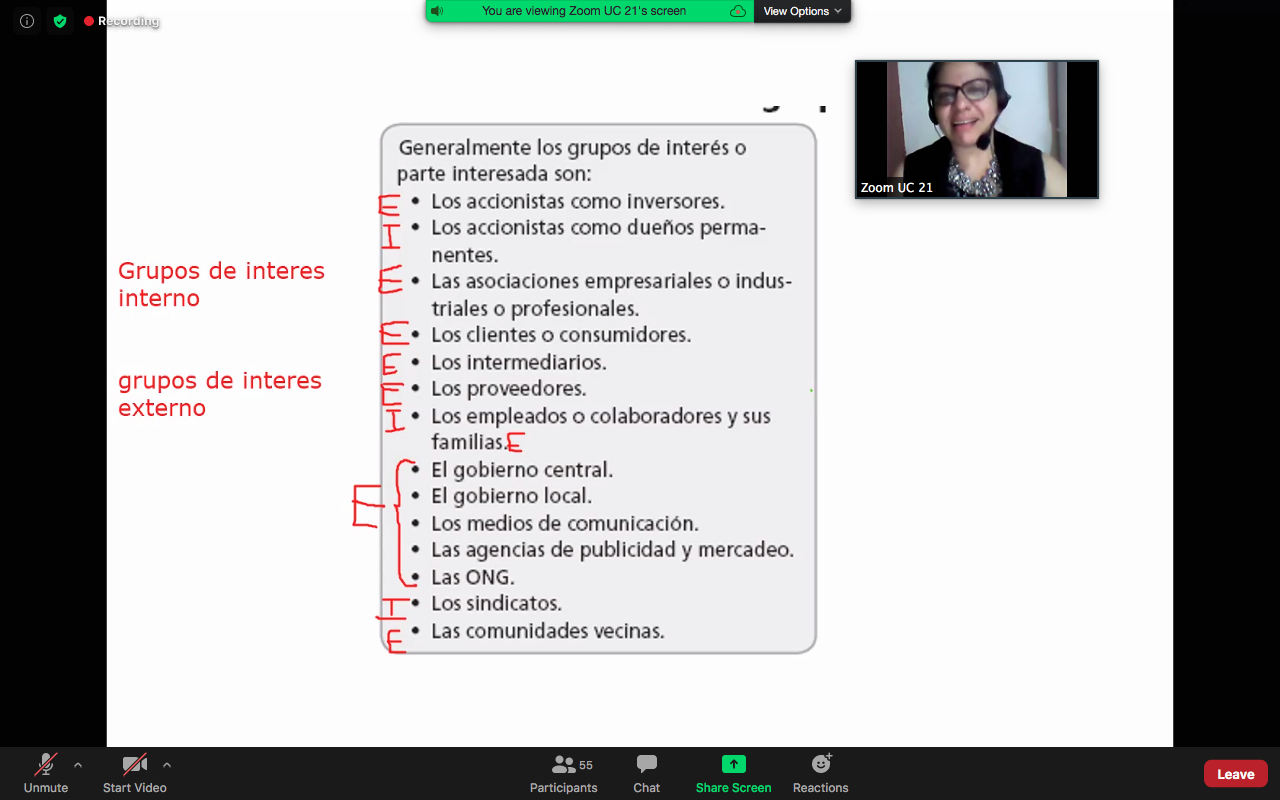 Recording
You are viewing Zoom UC 21's screen
View Options
Zoom UC 21
Generalmente los grupos de interés o
parte interesada son:
E • Los accionistas como inversores.
I • Los accionistas como dueños perma-
nentes.
E • Las asociaciones empresariales o indus-
triales o profesionales.
E • Los clientes o consumidores.
E • Los intermediarios.
E • Los proveedores.
I • Los empleados o colaboradores y sus
familias. E
E
• El gobierno central.
• El gobierno local.
• Los medios de comunicación.
• Las agencias de publicidad y mercadeo.
• Las ONG.
I • Los sindicatos.
E • Las comunidades vecinas.
Grupos de interes
interno
grupos de interes
externo
Unmute
Start Video
55
Participants
Chat
Share Screen
Reactions
Leave